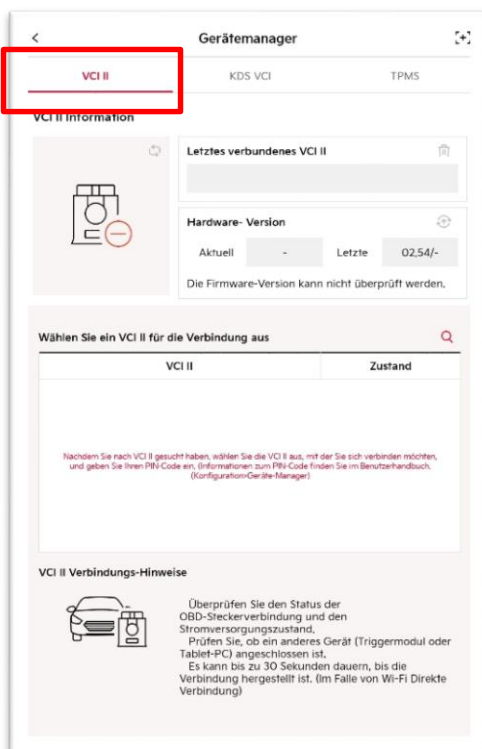 Gerätemanager
VCI II
KDS VCI
TPMS
VCI II Information
Letztes verbundenes VCI II
Hardware- Version
Aktuell - Letzte 02,54/-
Die Firmware-Version kann nicht überprüft werden.
Wählen Sie ein VCI II für die Verbindung aus
VCI II Zustand
Nachdem Sie nach VCI II gesucht haben, wählen Sie die VCI II aus, mit der Sie sich verbinden möchten,
und geben Sie Ihren PIN-Code ein, (Informationen zum PIN-Code finden Sie im Benutzerhandbuch,
(Konfiguration>Geräte-Manager)
VCI II Verbindungs-Hinweise
Überprüfen Sie den Status der
OBD-Steckerverbindung und den
Stromversorgungszustand,
Prüfen Sie, ob ein anderes Gerät (Triggermodul oder
Tablet-PC) angeschlossen ist,
Es kann bis zu 30 Sekunden dauern, bis die
Verbindung hergestellt ist. (Im Falle von Wi-Fi Direkte
Verbindung)